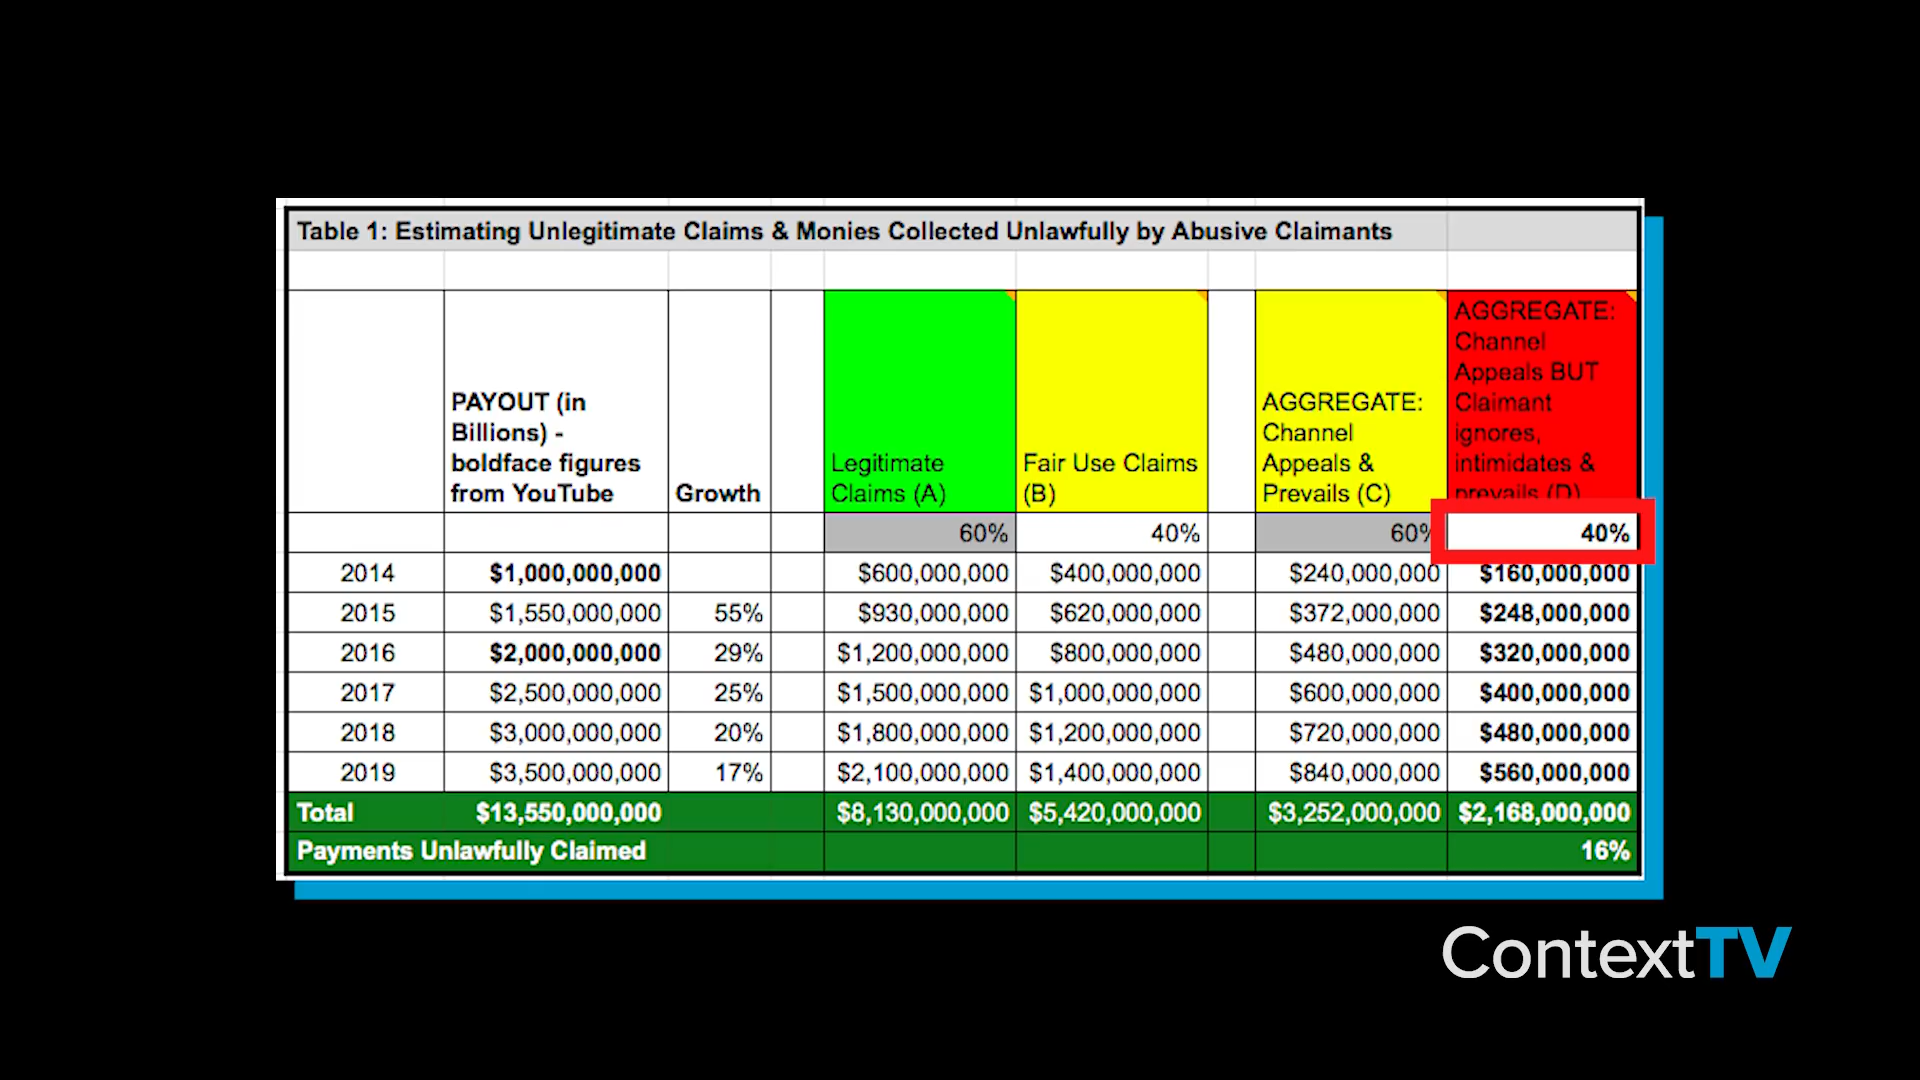 Table 1: Estimating Unlegitimate Claims & Monies Collected Unlawfully by Abusive Claimants
PAYOUT (in Billions) - boldface figures from YouTube
Growth
Legitimate Claims (A)
Fair Use Claims (B)
AGGREGATE: Channel Appeals & Prevails (C)
AGGREGATE: Channel Appeals BUT Claimant ignores, intimidates & prevails (D)
60% 40% 60% 40%
2014 $1,000,000,000 $600,000,000 $400,000,000 $240,000,000 $160,000,000
2015 $1,550,000,000 55% $930,000,000 $620,000,000 $372,000,000 $248,000,000
2016 $2,000,000,000 29% $1,200,000,000 $800,000,000 $480,000,000 $320,000,000
2017 $2,500,000,000 25% $1,500,000,000 $1,000,000,000 $600,000,000 $400,000,000
2018 $3,000,000,000 20% $1,800,000,000 $1,200,000,000 $720,000,000 $480,000,000
2019 $3,500,000,000 17% $2,100,000,000 $1,400,000,000 $840,000,000 $560,000,000
Total $13,550,000,000 $8,130,000,000 $5,420,000,000 $3,252,000,000 $2,168,000,000
Payments Unlawfully Claimed 16%
ContextTV